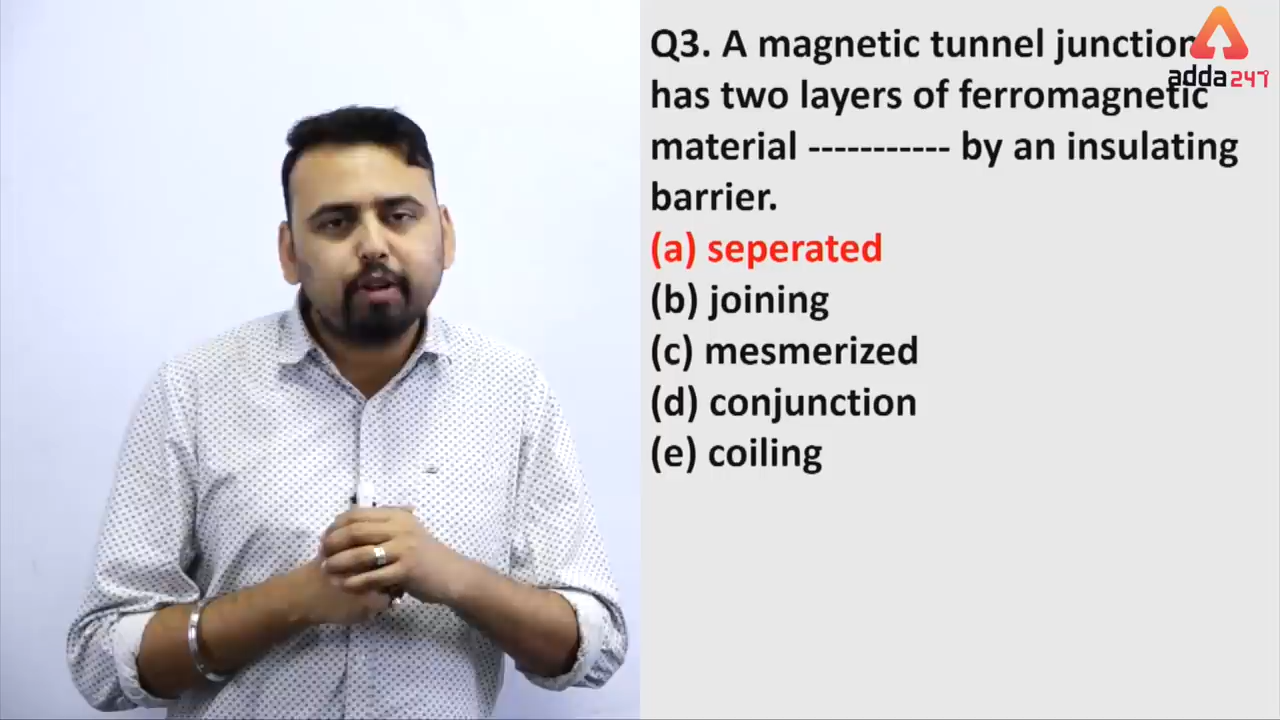 Q3. A magnetic tunnel junction
has two layers of ferromagnetic
material ----------- by an insulating
barrier.
(a) seperated
(b) joining
(c) mesmerized
(d) conjunction
(e) coiling
adda247